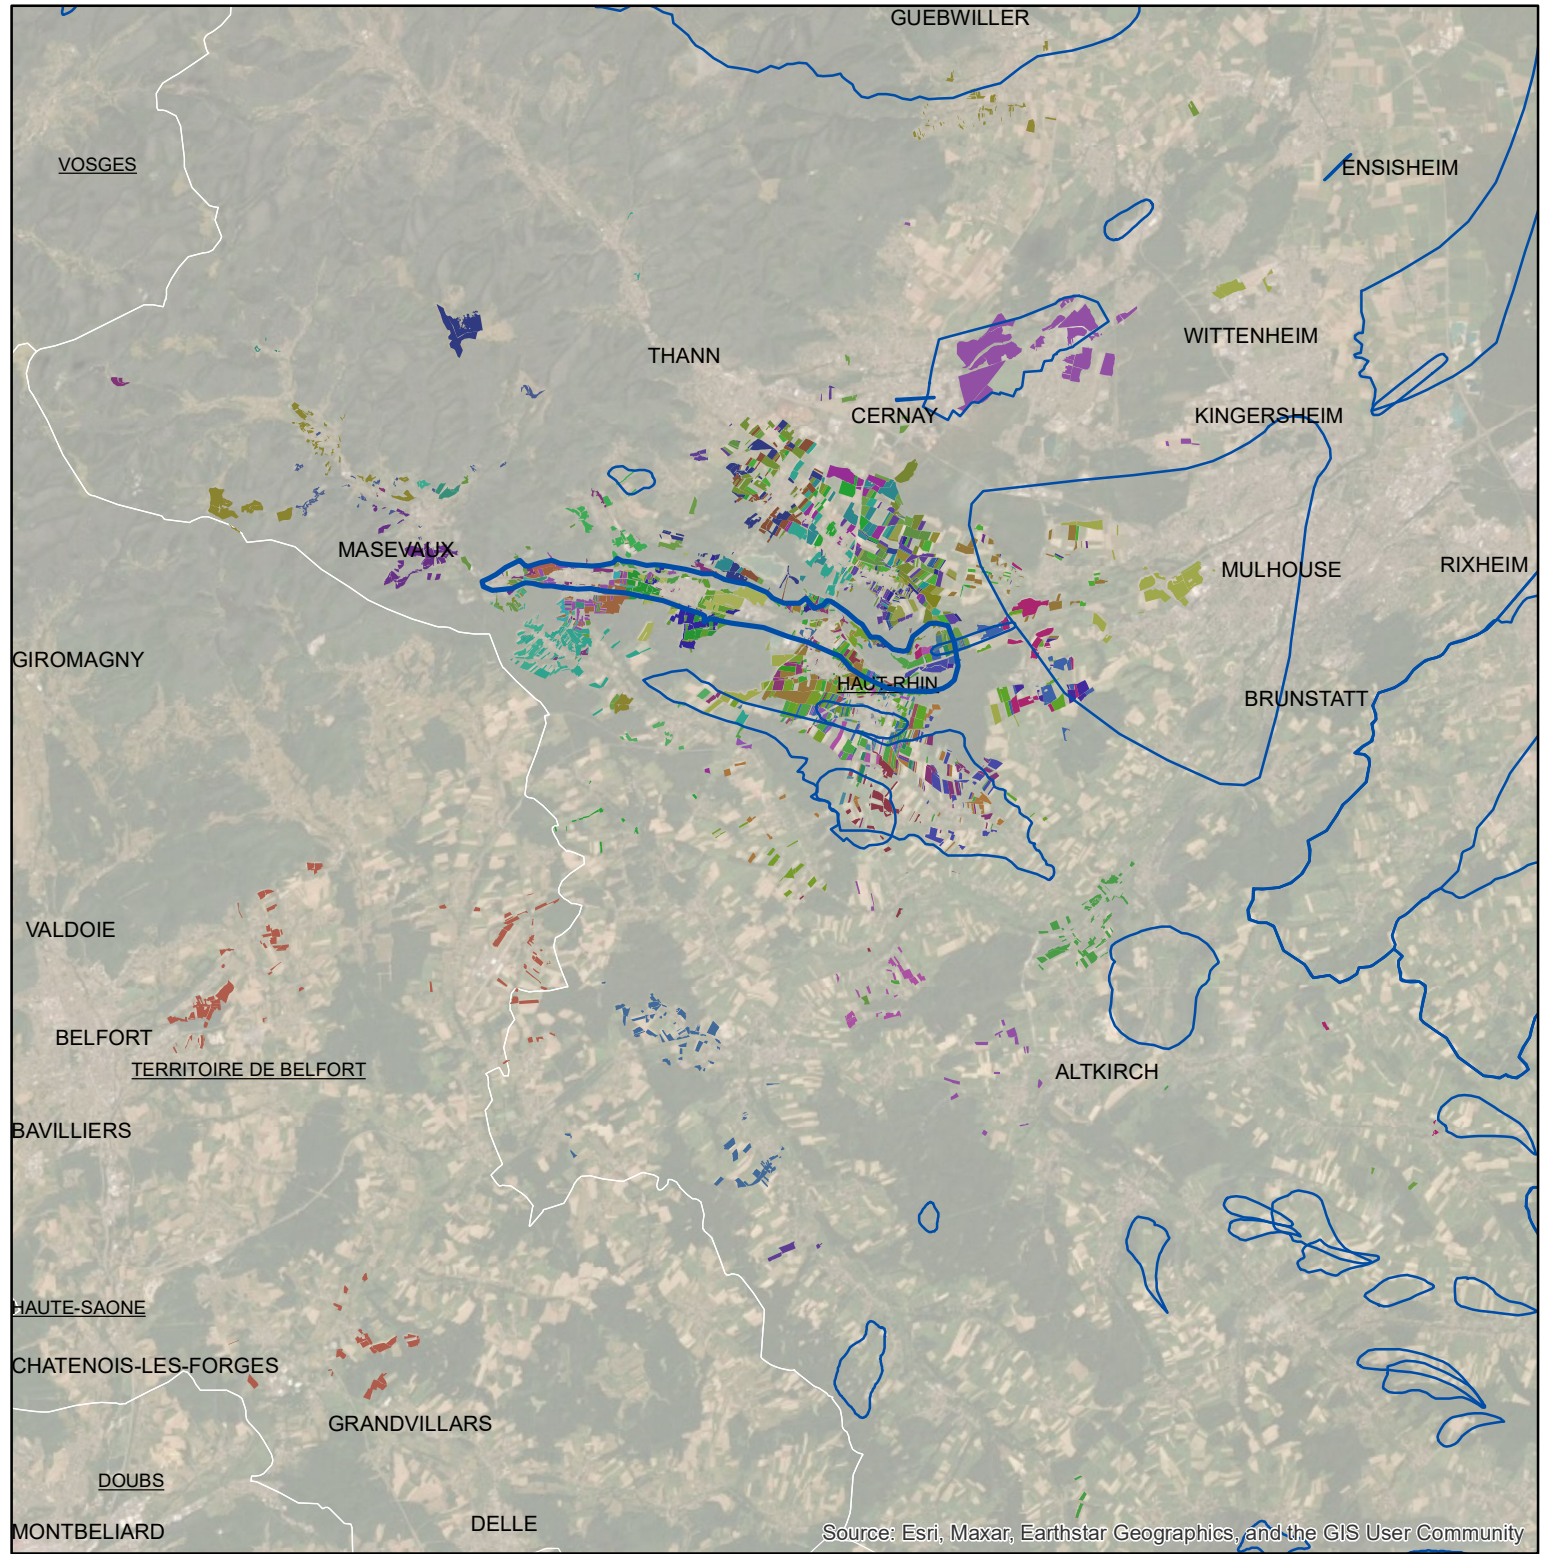 GUEBWILLER
VOSGES
ENSISHEIM
WITTENHEIM
THANN
CERNAY
KINGERSHEIM
MASEVAUX
MULHOUSE
RIXHEIM
GIROMAGNY
HAUT-RHIN
BRUNSTATT
VALDOIE
BELFORT
TERRITOIRE DE BELFORT
ALTKIRCH
BAVILLIERS
HAUTE-SAONE
CHATENOIS-LES-FORGES
GRANDVILLARS
DOUBS
DELLE
MONTBELIARD
Source: Esri, Maxar, Earthstar Geographics, and the GIS User Community